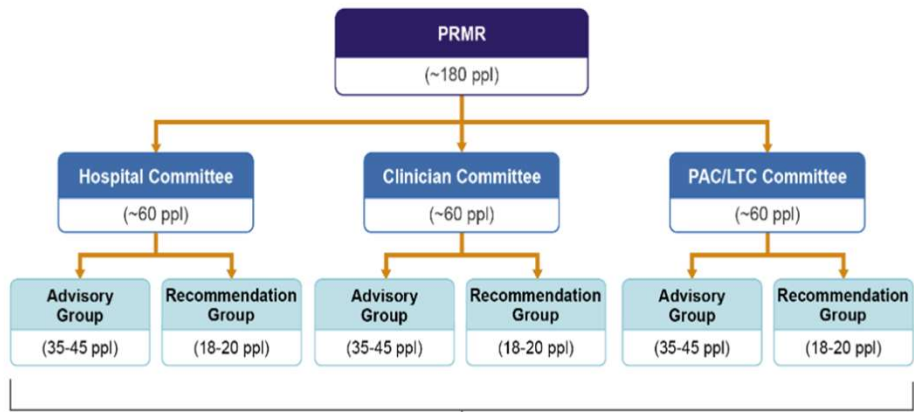 PRMR
(~180 ppl)
Hospital Committee
(~60 ppl)
Clinician Committee
(~60 ppl)
PAC/LTC Committee
(~60 ppl)
Advisory
Group
(35-45 ppl)
Recommendation
Group
(18-20 ppl)
Advisory
Group
(35-45 ppl)
Recommendation
Group
(18-20 ppl)
Advisory
Group
(35-45 ppl)
Recommendation
Group
(18-20 ppl)